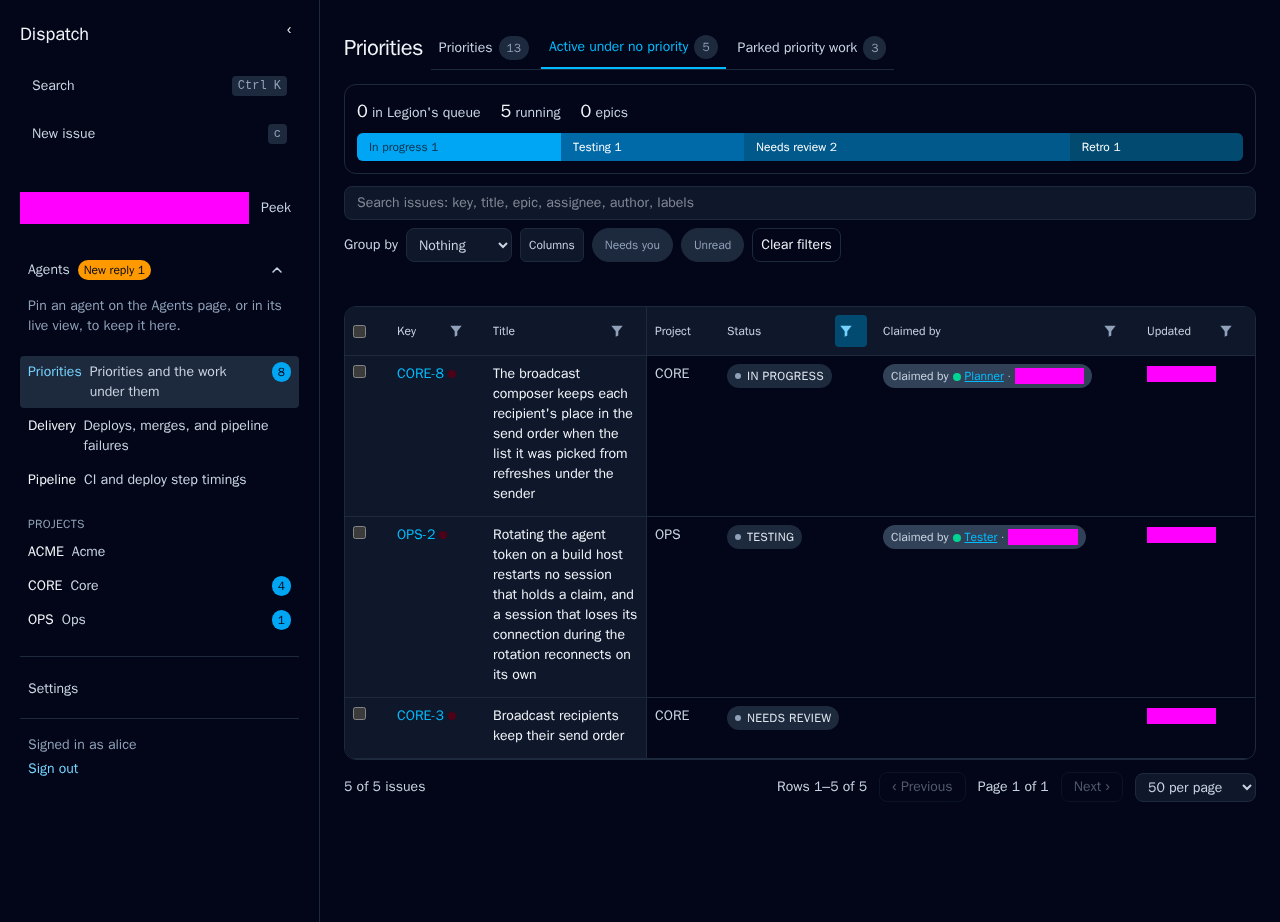 Dispatch
‹
Search
Ctrl K
New issue
C
Peek
Agents
New reply 1
Pin an agent on the Agents page, or in its
live view, to keep it here.
Priorities
Priorities and the work
under them
8
Delivery
Deploys, merges, and pipeline
failures
Pipeline
CI and deploy step timings
PROJECTS
ACME Acme
CORE Core
4
OPS Ops
1
Settings
Signed in as alice
Sign out
Priorities
Priorities 13
Active under no priority 5
Parked priority work 3
0 in Legion's queue
5 running
0 epics
In progress 1
Testing 1
Needs review 2
Retro 1
Search issues: key, title, epic, assignee, author, labels
Group by
Nothing
Columns
Needs you
Unread
Clear filters
Key
Title
Project
Status
Claimed by
Updated
CORE-8
The broadcast
composer keeps each
recipient's place in the
send order when the
list it was picked from
refreshes under the
sender
CORE
IN PROGRESS
Claimed by Planner ·
OPS-2
Rotating the agent
token on a build host
restarts no session
that holds a claim, and
a session that loses its
connection during the
rotation reconnects on
its own
OPS
TESTING
Claimed by Tester ·
CORE-3
Broadcast recipients
keep their send order
CORE
NEEDS REVIEW
5 of 5 issues
Rows 1–5 of 5
‹ Previous
Page 1 of 1
Next ›
50 per page